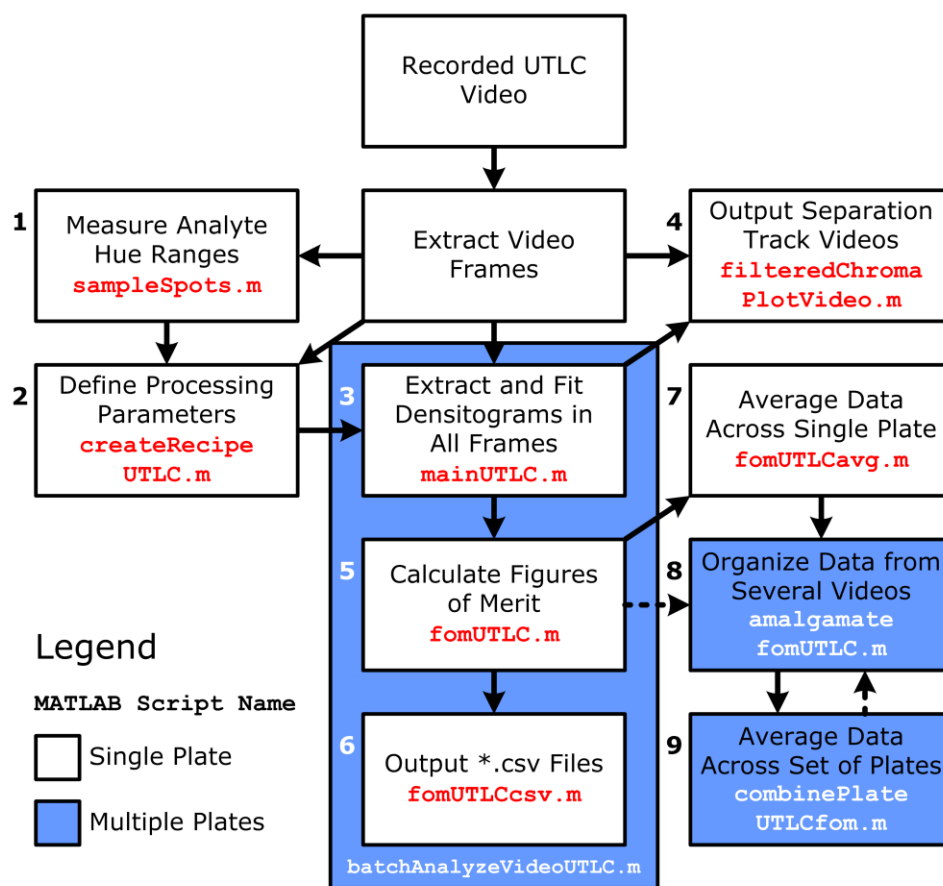 Recorded UTLC
Video
1
Measure Analyte
Hue Ranges
sampleSpots.m
Extract Video
Frames
4
Output Separation
Track Videos
filteredChroma
PlotVideo.m
2
Define Processing
Parameters
createRecipe
UTLC.m
3
Extract and Fit
Densitograms in
All Frames
mainUTLC.m
7
Average Data
Across Single Plate
fomUTLCavg.m
5
Calculate Figures
of Merit
fomUTLC.m
8
Organize Data from
Several Videos
amalgamate
fomUTLC.m
6
Output *.csv Files
fomUTLCcsv.m
9
Average Data
Across Set of Plates
combinePlate
UTLCfom.m
batchAnalyzeVideoUTLC.m
Legend
MATLAB Script Name
Single Plate
Multiple Plates